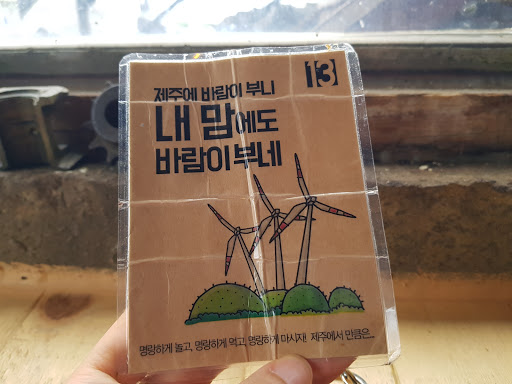 13
제주에 바람이 부니
내 맘에도
바람이 부네
명랑하게 놀고, 명랑하게 먹고, 명랑하게 마시자! 제주에서 만큼은...